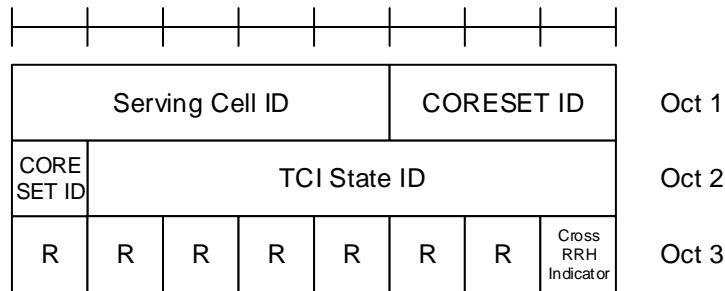 Serving Cell ID CORESET ID Oct 1
CORE
SET ID TCI State ID Oct 2
R R R R R R R Cross
RRH
Indicator Oct 3